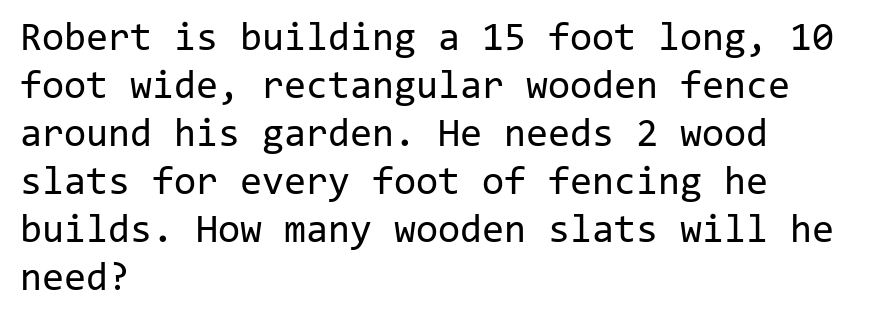 Robert is building a 15 foot long, 10
foot wide, rectangular wooden fence
around his garden. He needs 2 wood
slats for every foot of fencing he
builds. How many wooden slats will he
need?